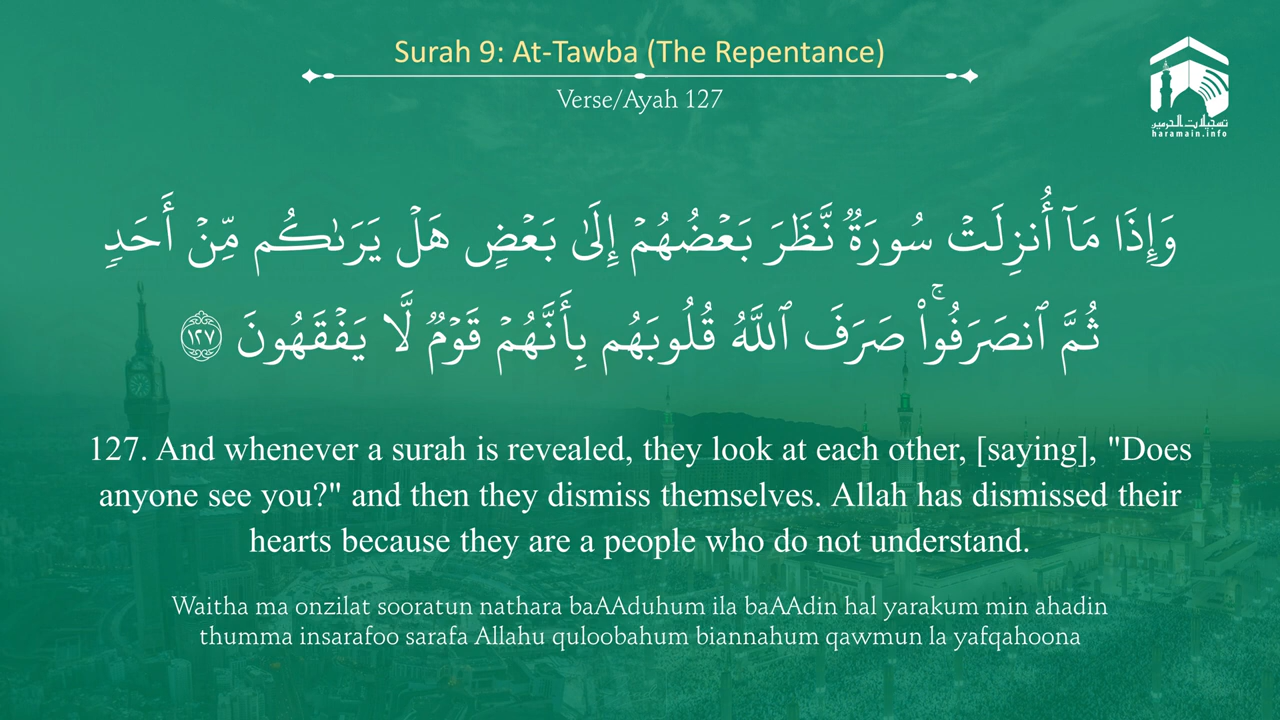 Surah 9: At-Tawba (The Repentance)
Verse/Ayah 127
تسجيلات الحرمين
haramain.info
وَإِذَا مَآ أُنزِلَتْ سُورَةٌ نَّظَرَ بَعْضُهُمْ إِلَىٰ بَعْضٍ هَلْ يَرَىٰكُم مِّنْ أَحَدٍ
ثُمَّ ٱنصَرَفُوا۟ ۚ صَرَفَ ٱللَّهُ قُلُوبَهُم بِأَنَّهُمْ قَوْمٌ لَّا يَفْقَهُونَ ١٢٧
127. And whenever a surah is revealed, they look at each other, [saying], "Does
anyone see you?" and then they dismiss themselves. Allah has dismissed their
hearts because they are a people who do not understand.
Waitha ma onzilat sooratun nathara baAAduhum ila baAAdin hal yarakum min ahadin
thumma insarafoo sarafa Allahu quloobahum biannahum qawmun la yafqahoona